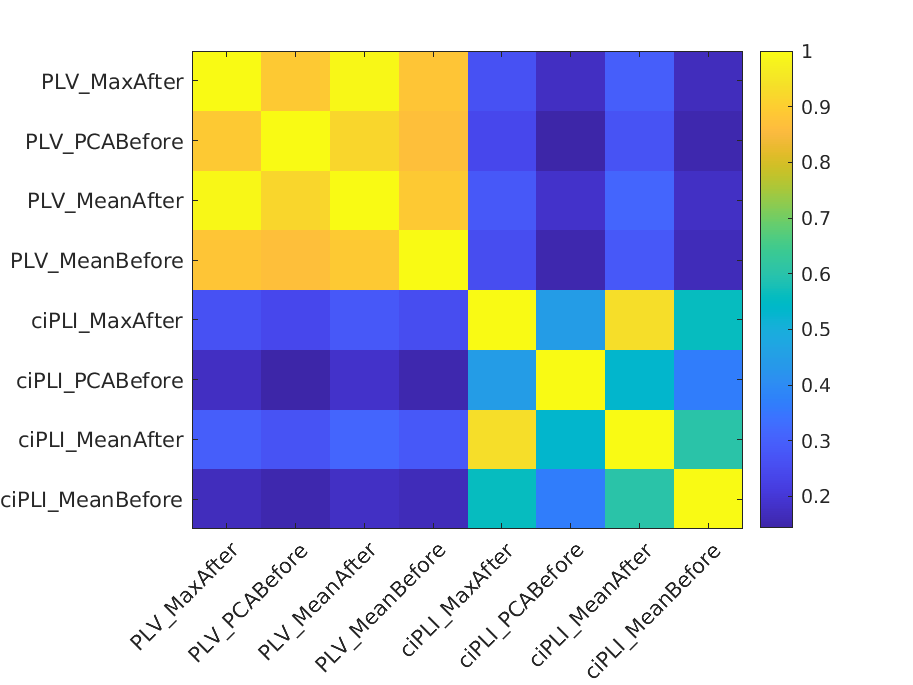 PLV_MaxAfter
PLV_PCABefore
PLV_MeanAfter
PLV_MeanBefore
ciPLI_MaxAfter
ciPLI_PCABefore
ciPLI_MeanAfter
ciPLI_MeanBefore
PLV_MaxAfter
PLV_PCABefore
PLV_MeanAfter
PLV_MeanBefore
ciPLI_MaxAfter
ciPLI_PCABefore
ciPLI_MeanAfter
ciPLI_MeanBefore
1
0.9
0.8
0.7
0.6
0.5
0.4
0.3
0.2